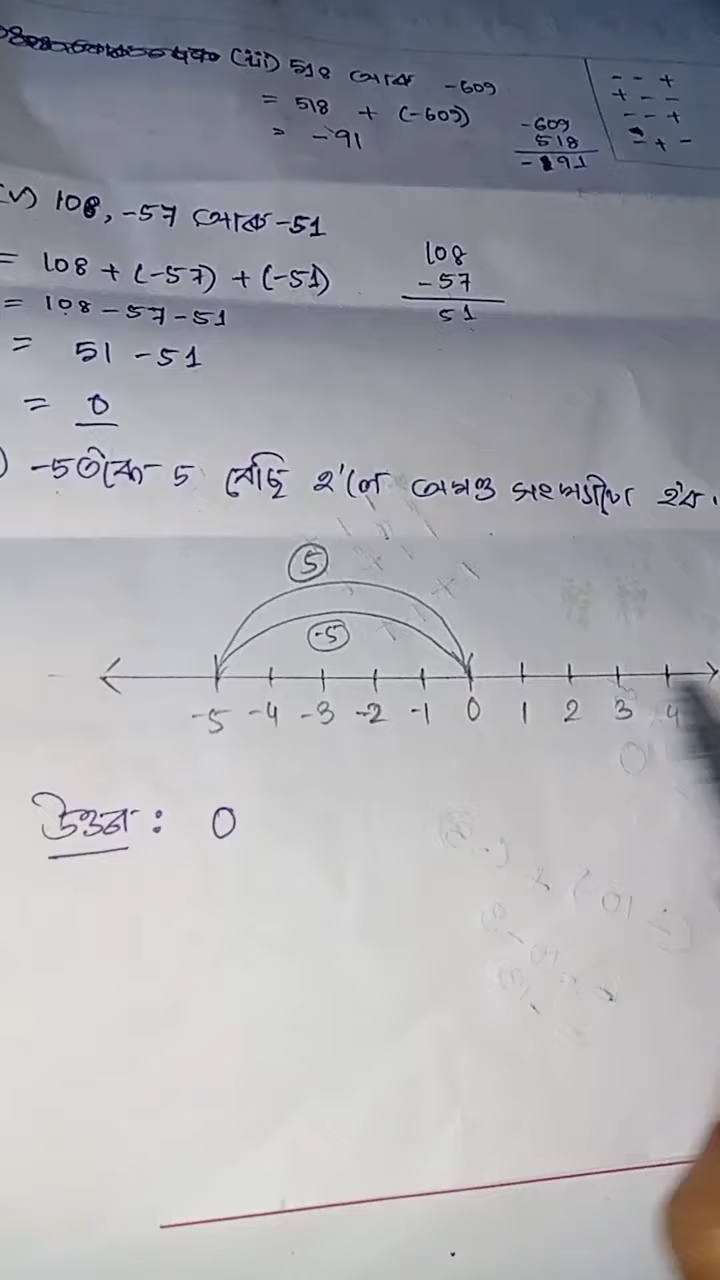 (iii) 518 আৰু -609
= 518 + (-609)
= -91
-609
518
-191
- - +
+ - -
- - +
- + -
(v) 108, -57 আৰু -51
= 108 + (-57) + (-51)
= 108 - 57 - 51
= 51 - 51
= 0
108
-57
51
) -5 তকৈ 5 বেছি হ'লে অখণ্ড সংখ্যাটো হ'ব।
5
-5
-5 -4 -3 -2 -1 0 1 2 3 4
উত্তৰ : 0